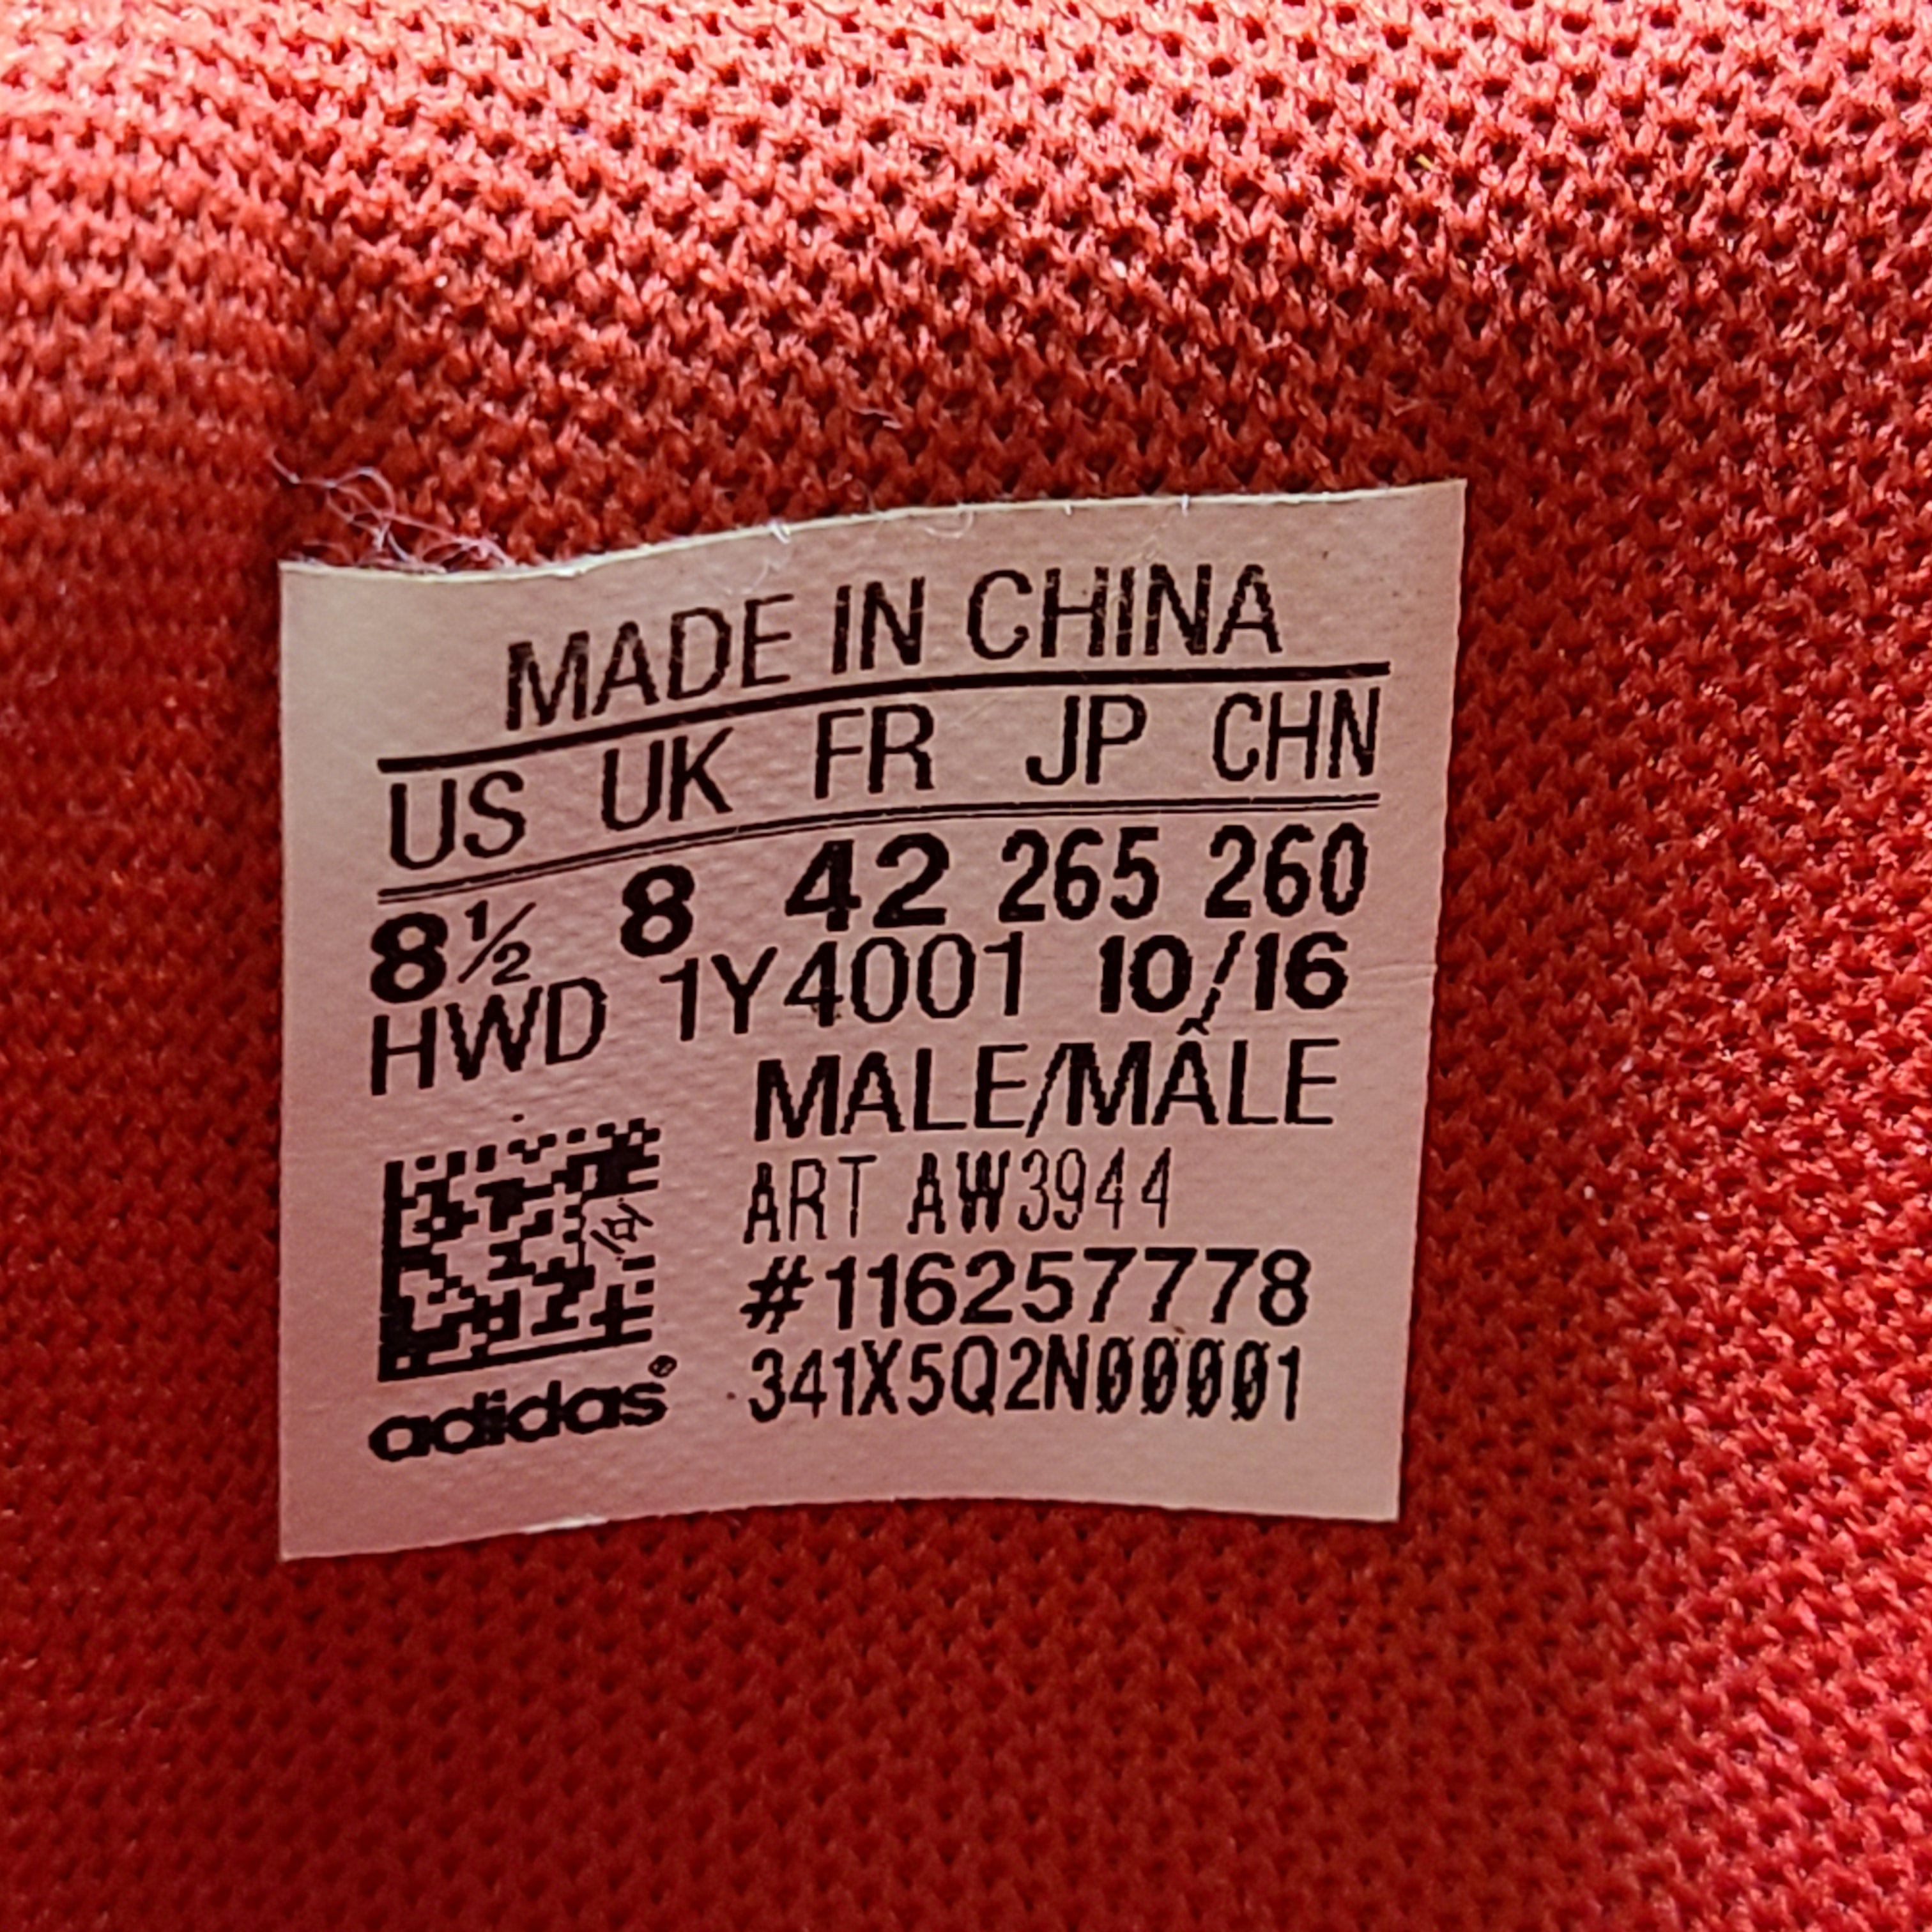 MADE IN CHINA
US UK FR JP CHN
8½ 8 42 265 260
HWD 1Y4001 10/16
MALE/MÂLE
ART AW3944
#116257778
341X5Q2N00001
adidas®